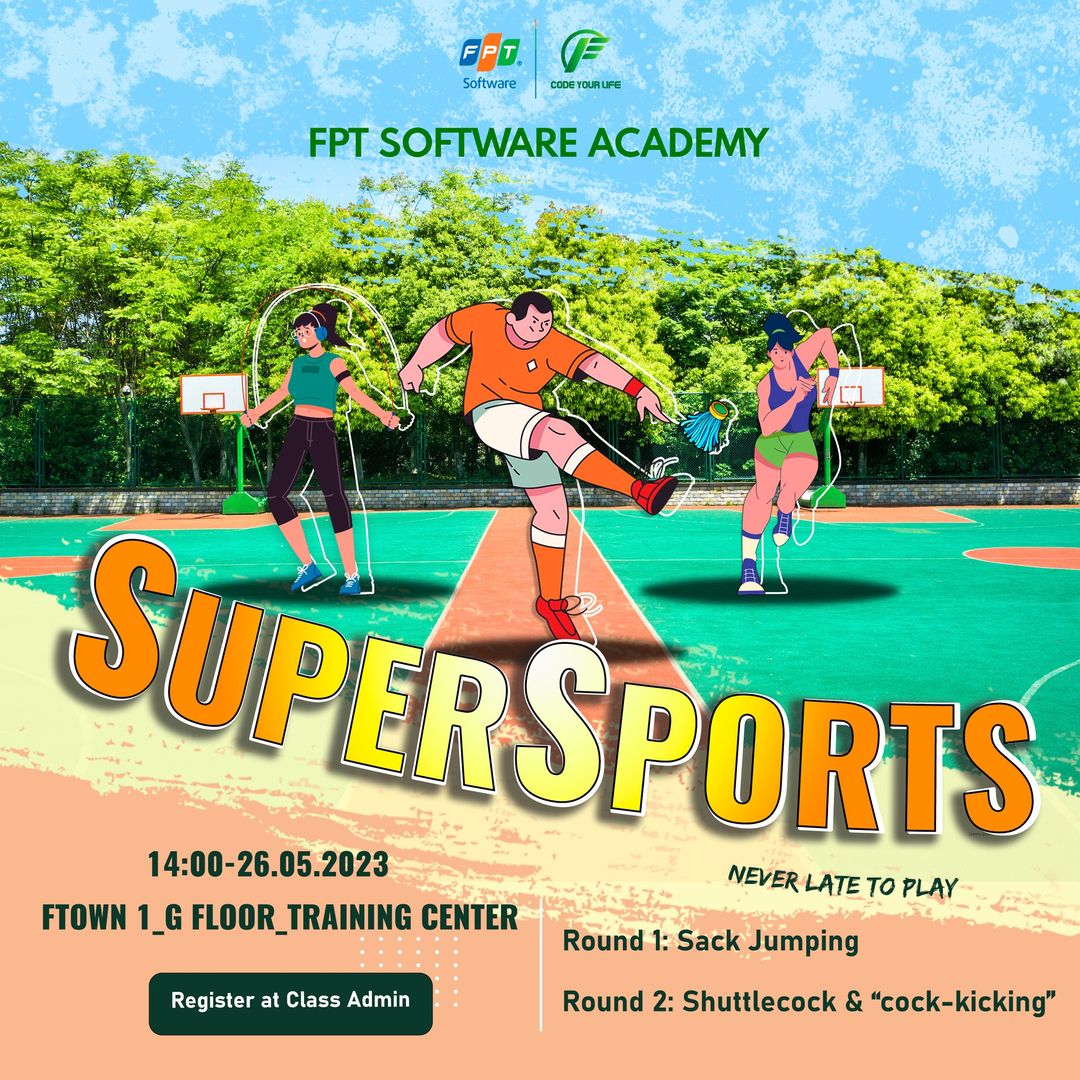 FPT
Software
CODE YOUR LIFE
FPT SOFTWARE ACADEMY
SUPERSPORTS
NEVER LATE TO PLAY
14:00-26.05.2023
FTOWN 1_G FLOOR_TRAINING CENTER
Register at Class Admin
Round 1: Sack Jumping
Round 2: Shuttlecock & “cock-kicking”